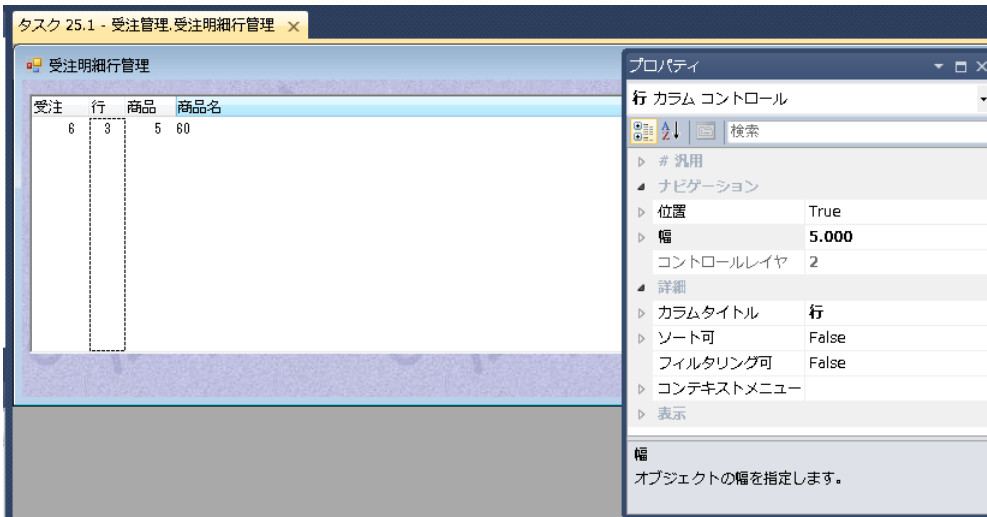 タスク 25.1 - 受注管理.受注明細行管理
受注明細行管理
受注 行 商品 商品名
6 3 5 60
プロパティ
行 カラム コントロール
検索
# 汎用
ナビゲーション
位置 True
幅 5.000
コントロールレイヤ 2
詳細
カラムタイトル 行
ソート可 False
フィルタリング可 False
コンテキストメニュー
表示
幅
オブジェクトの幅を指定します。